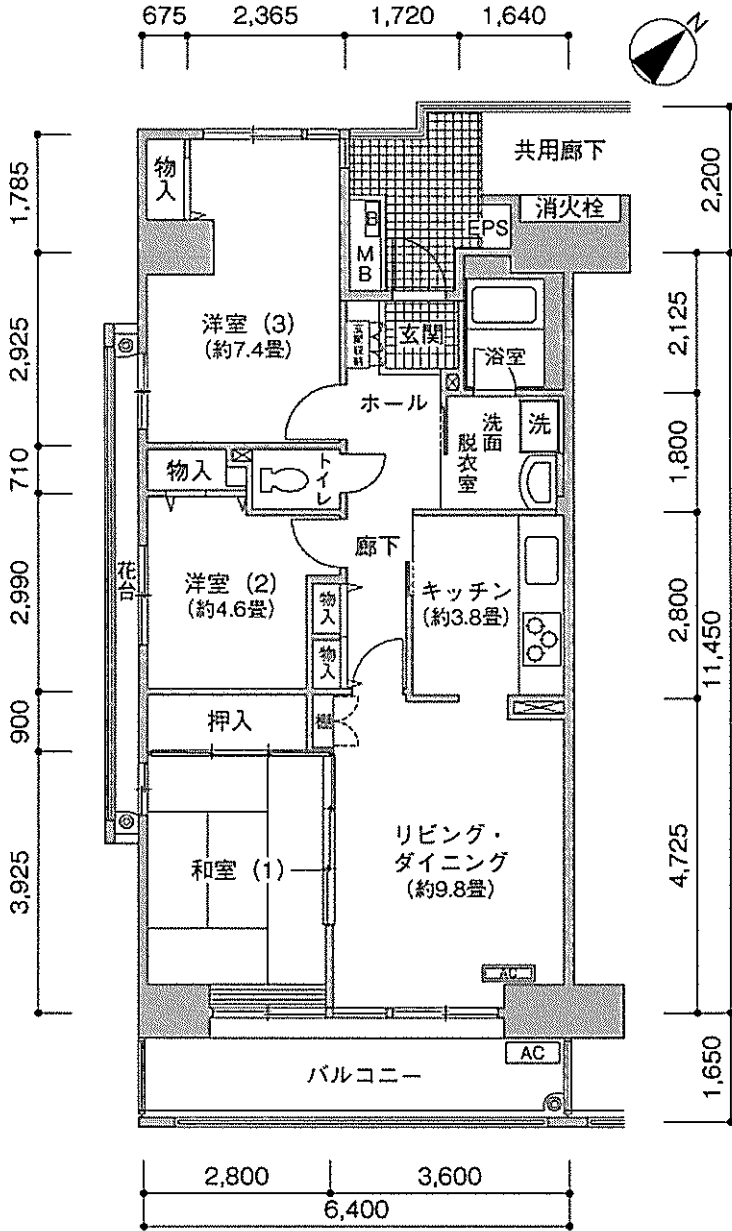 675
2,365
1,720
1,640
N
1,785
2,925
710
2,990
900
3,925
2,200
2,125
1,800
2,800
4,725
11,450
1,650
共用廊下
消火栓
EPS
物入
B
MB
洋室（3）
（約7.4畳）
玄関収納
玄関
浴室
ホール
洗面
脱衣室
洗
物入
トイレ
廊下
花台
洋室（2）
（約4.6畳）
物入
物入
キッチン
（約3.8畳）
押入
棚
和室（1）
リビング・
ダイニング
（約9.8畳）
AC
AC
バルコニー
2,800
3,600
6,400